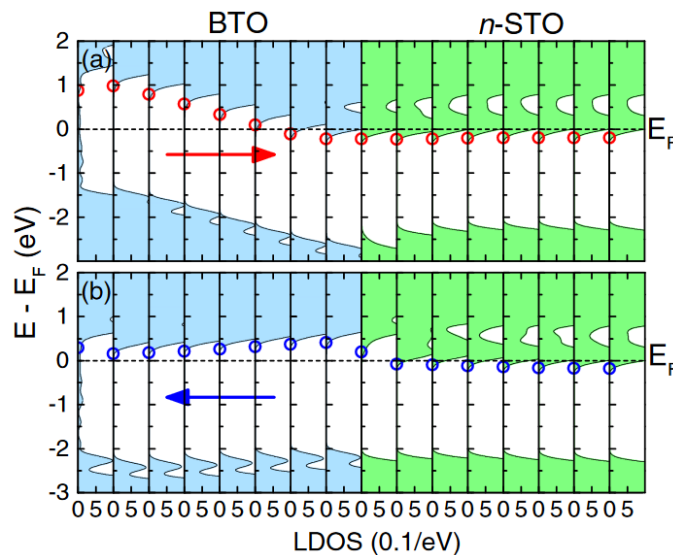 BTO n-STO
2
(a)
1
0
E_F
-1
-2
E - E_F (eV)
2
(b)
1
0
E_F
-1
-2
-3
0 5 0 5 0 5 0 5 0 5 0 5 0 5 0 5 0 5 0 5 0 5 0 5 0 5 0 5 0 5 0 5
LDOS (0.1/eV)